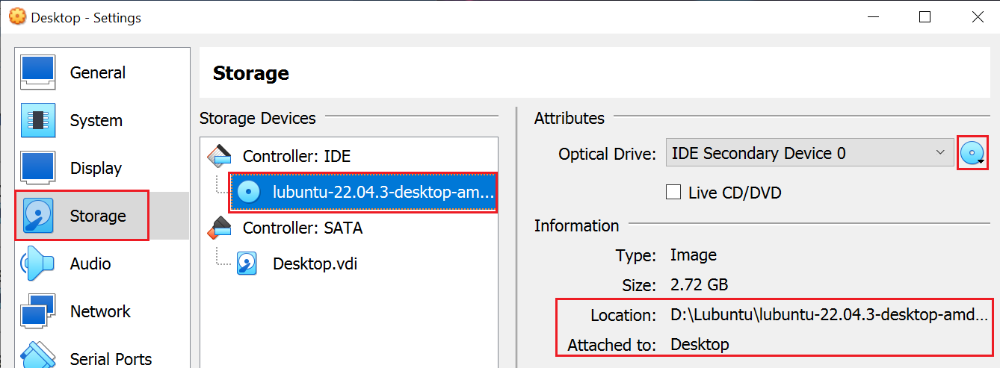 Desktop - Settings
General
System
Display
Storage
Audio
Network
Serial Ports
Storage
Storage Devices
Controller: IDE
lubuntu-22.04.3-desktop-am...
Controller: SATA
Desktop.vdi
Attributes
Optical Drive: IDE Secondary Device 0
Live CD/DVD
Information
Type: Image
Size: 2.72 GB
Location: D:\Lubuntu\lubuntu-22.04.3-desktop-amd...
Attached to: Desktop